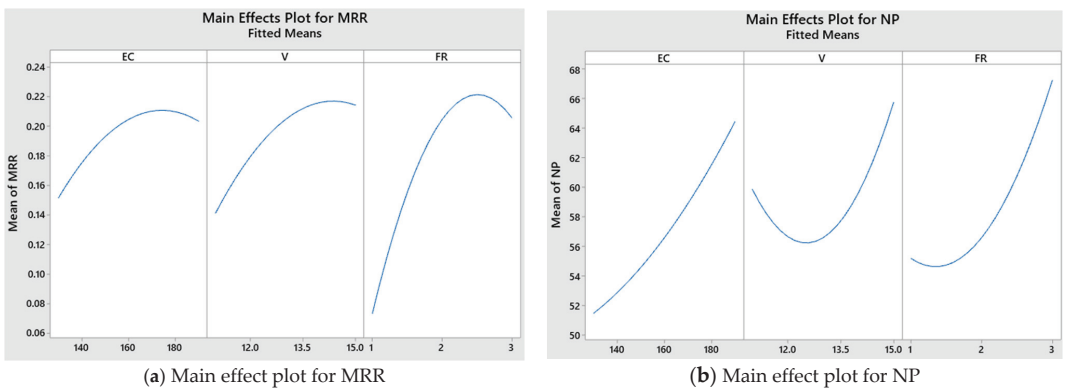 Main Effects Plot for MRR
Fitted Means
EC V FR
Mean of MRR
0.24
0.22
0.20
0.18
0.16
0.14
0.12
0.10
0.08
0.06
140 160 180 12.0 13.5 15.0 1 2 3
(a) Main effect plot for MRR
Main Effects Plot for NP
Fitted Means
EC V FR
Mean of NP
68
66
64
62
60
58
56
54
52
50
140 160 180 12.0 13.5 15.0 1 2 3
(b) Main effect plot for NP